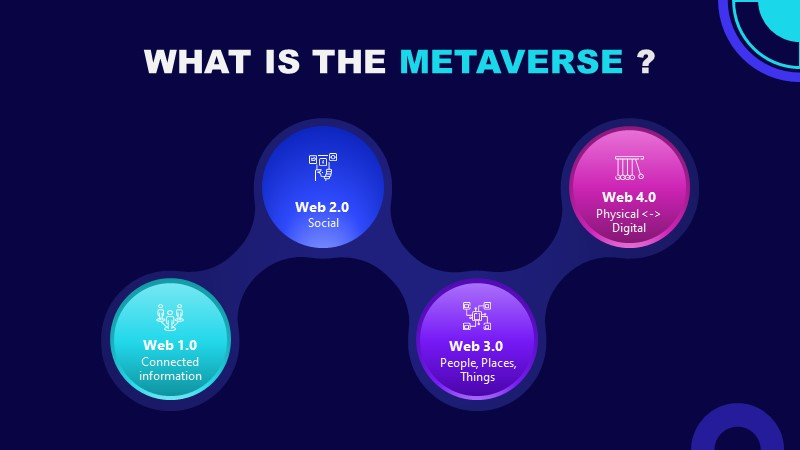 WHAT IS THE METAVERSE ?
Web 1.0
Connected
information
Web 2.0
Social
Web 3.0
People, Places,
Things
Web 4.0
Physical <->
Digital